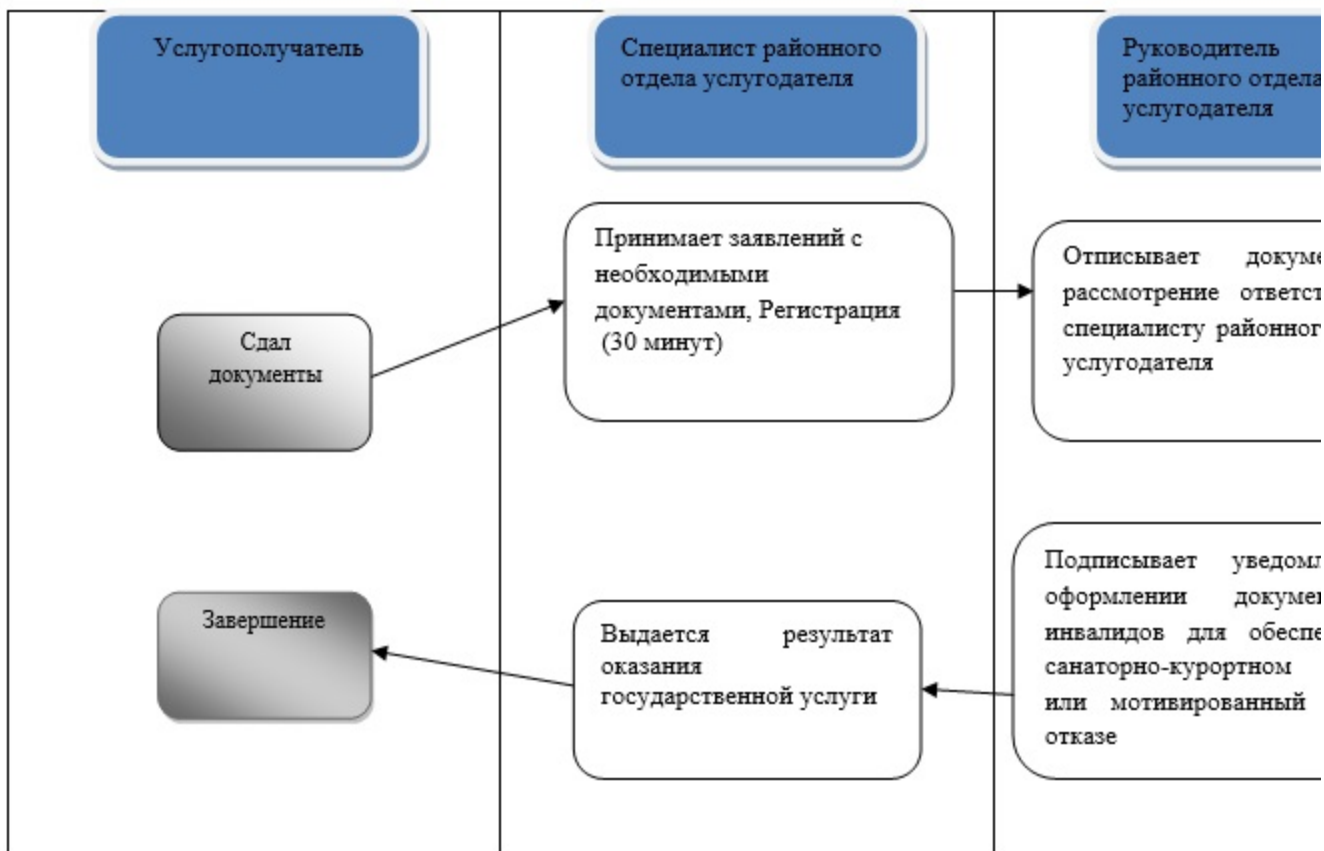 Услугополучатель
Специалист районного
отдела услугодателя
Руководитель
районного отдела
услугодателя
Сдал
документы
Принимает заявлений с
необходимыми
документами, Регистрация
(30 минут)
Отписывает
рассмотрение
специалисту
услугодателя
Завершение
Выдается результат
оказания
государственной услуги
Подписывает
оформлении
инвалидов для
санаторно-курортном
или мотивированный
отказе